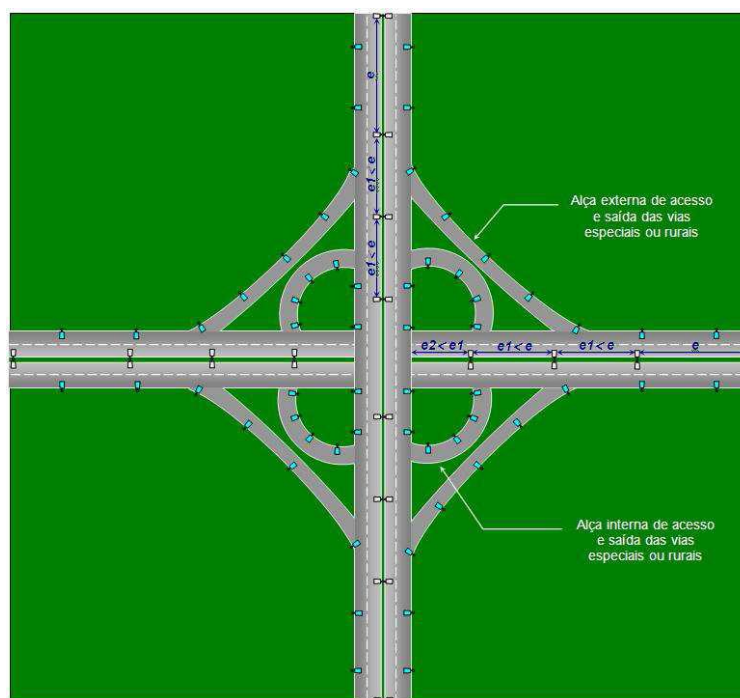 e
e1<e
e1<e
Alça externa de acesso
e saída das vias
especiais ou rurais
e2<e1
e1<e
e1<e
e
Alça interna de acesso
e saída das vias
especiais ou rurais